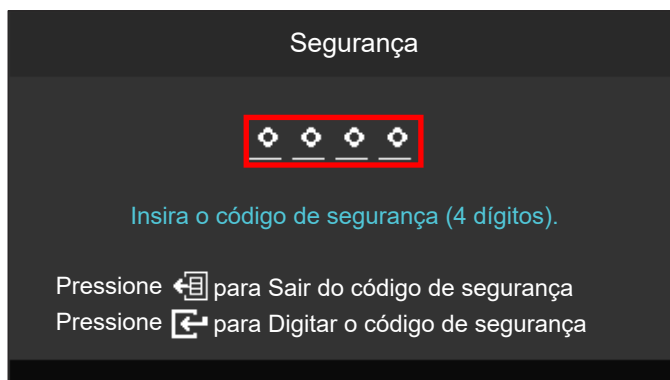 Segurança
Insira o código de segurança (4 dígitos).
Pressione para Sair do código de segurança
Pressione para Digitar o código de segurança